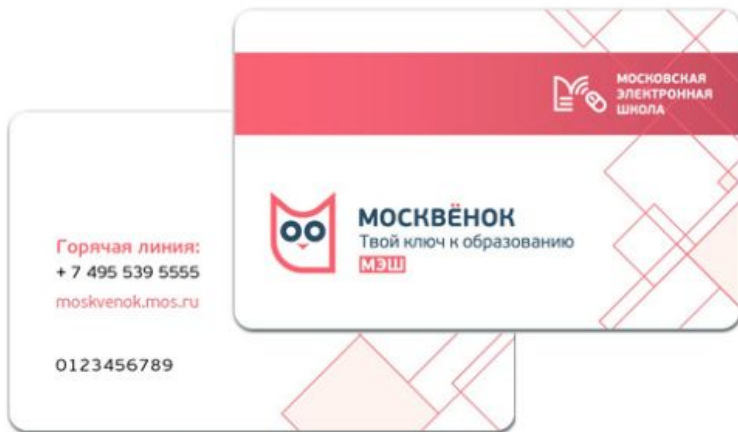 МОСКОВСКАЯ
ЭЛЕКТРОННАЯ
ШКОЛА
МОСКВЁНОК
Твой ключ к образованию
МЭШ
Горячая линия:
+ 7 495 539 5555
moskvenok.mos.ru
0123456789